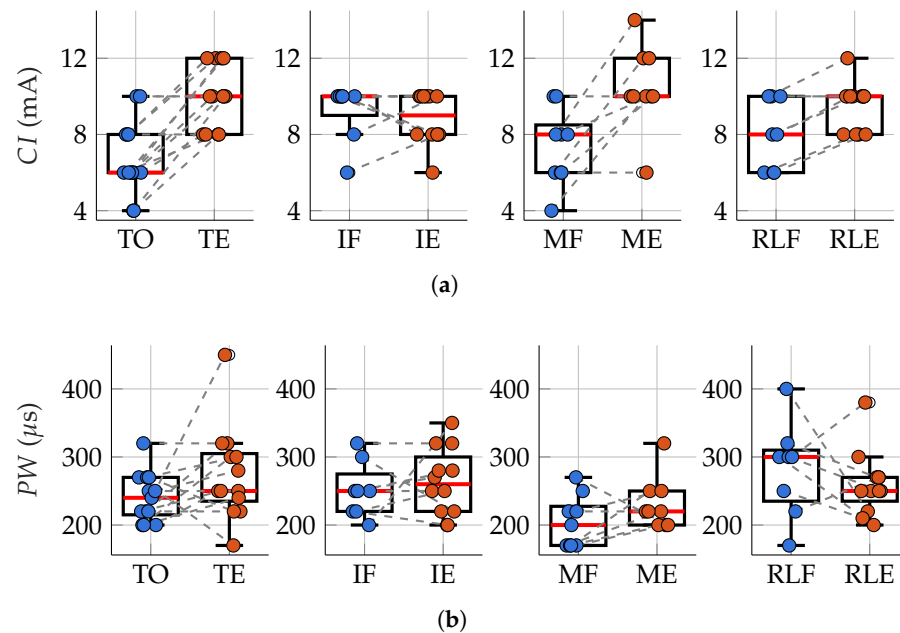 CI (mA)
12 8 4 12 8 4 12 8 4 12 8 4
TO TE IF IE MF ME RLF RLE
(a)
PW (μs)
400 300 200 400 300 200 400 300 200 400 300 200
TO TE IF IE MF ME RLF RLE
(b)